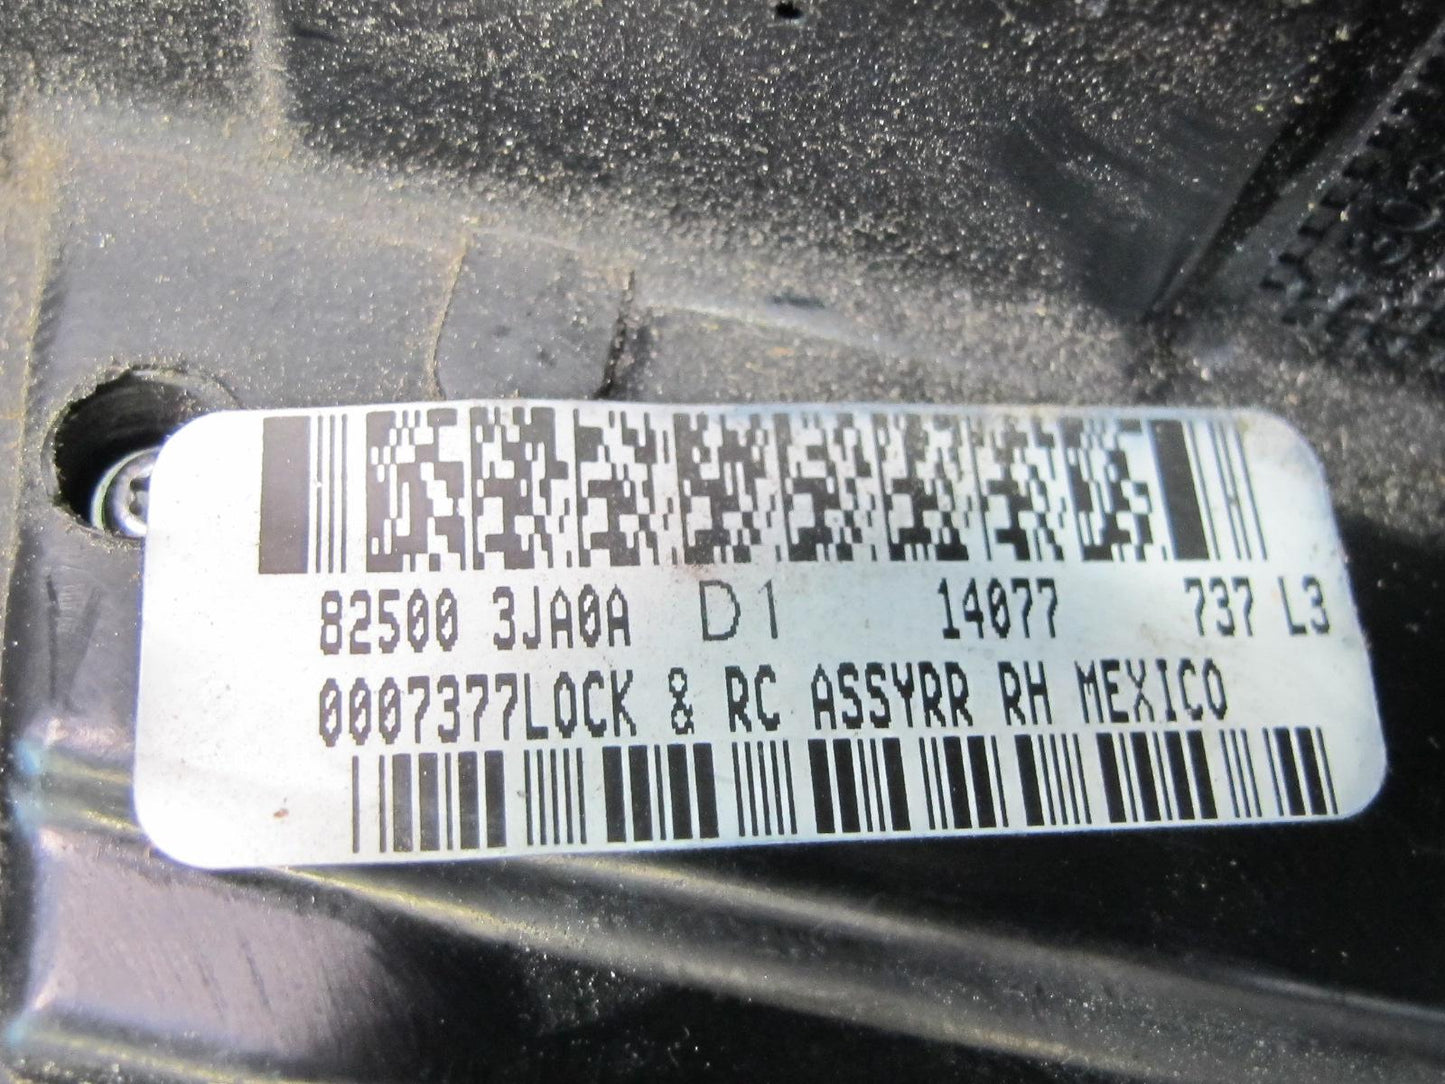 82500 3JA0A D1 14077 737 L3
0007377LOCK & RC ASSYRR RH MEXICO